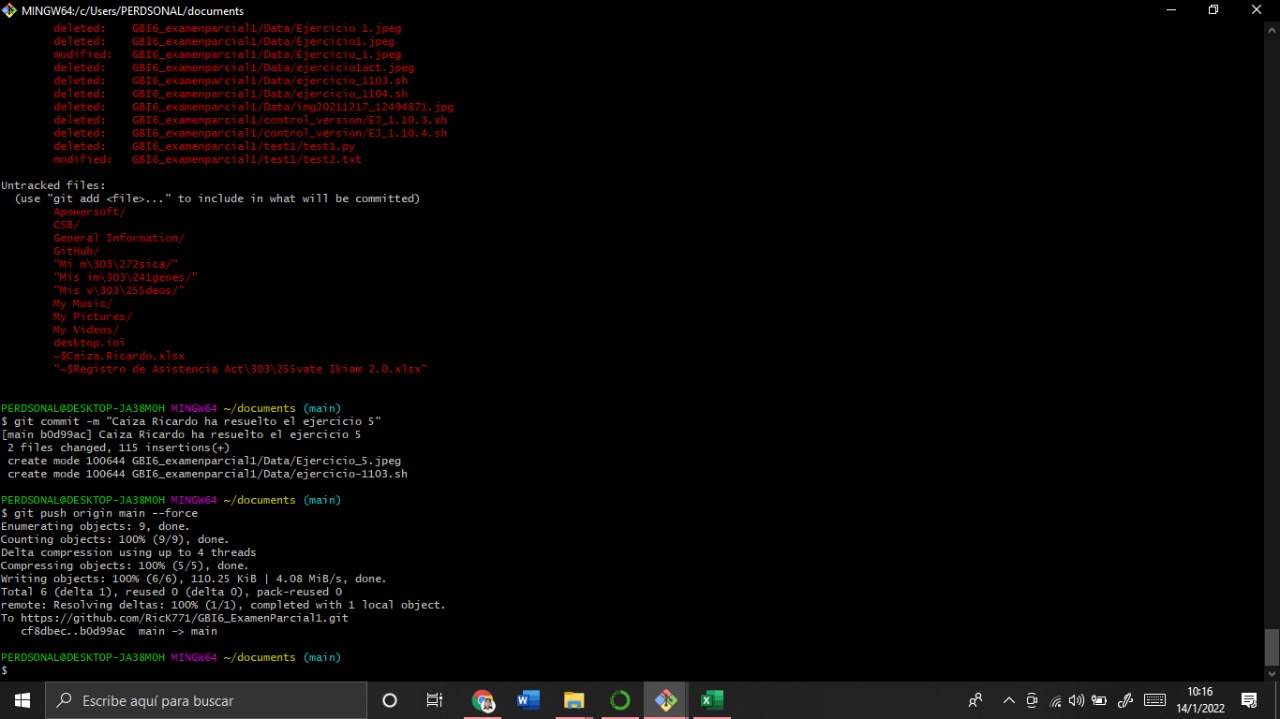 MINGW64:/c/Users/PERDSONAL/documents
deleted: GBI6_examenparcial1/Data/Ejercicio 1.jpeg
deleted: GBI6_examenparcial1/Data/Ejercicio1.jpeg
modified: GBI6_examenparcial1/Data/Ejercicio_1.jpeg
deleted: GBI6_examenparcial1/Data/ejercicio1act.jpeg
deleted: GBI6_examenparcial1/Data/ejercicio_1103.sh
deleted: GBI6_examenparcial1/Data/ejercicio_1104.sh
deleted: GBI6_examenparcial1/Data/img20211217_12494871.jpg
deleted: GBI6_examenparcial1/control_version/EJ_1.10.3.sh
deleted: GBI6_examenparcial1/control_version/EJ_1.10.4.sh
deleted: GBI6_examenparcial1/test1/test1.py
modified: GBI6_examenparcial1/test1/test2.txt
Untracked files:
(use "git add <file>..." to include in what will be committed)
Apowersoft/
CSB/
General Information/
GitHub/
"Mi m\303\272sica/"
"Mis im\303\241genes/"
"Mis v\303\255deos/"
My Music/
My Pictures/
My Videos/
desktop.ini
~$Caiza.Ricardo.xlsx
"~$Registro de Asistencia Act\303\255vate Ikiam 2.0.xlsx"
PERDSONAL@DESKTOP-JA38M0H MINGW64 ~/documents (main)
$ git commit -m "Caiza Ricardo ha resuelto el ejercicio 5"
[main b0d99ac] Caiza Ricardo ha resuelto el ejercicio 5
2 files changed, 115 insertions(+)
create mode 100644 GBI6_examenparcial1/Data/Ejercicio_5.jpeg
create mode 100644 GBI6_examenparcial1/Data/ejercicio-1103.sh
PERDSONAL@DESKTOP-JA38M0H MINGW64 ~/documents (main)
$ git push origin main --force
Enumerating objects: 9, done.
Counting objects: 100% (9/9), done.
Delta compression using up to 4 threads
Compressing objects: 100% (5/5), done.
Writing objects: 100% (6/6), 110.25 KiB | 4.08 MiB/s, done.
Total 6 (delta 1), reused 0 (delta 0), pack-reused 0
remote: Resolving deltas: 100% (1/1), completed with 1 local object.
To https://github.com/RicK771/GBI6_ExamenParcial1.git
cf8dbec..b0d99ac main -> main
PERDSONAL@DESKTOP-JA38M0H MINGW64 ~/documents (main)
$
Escribe aquí para buscar
10:16
14/1/2022